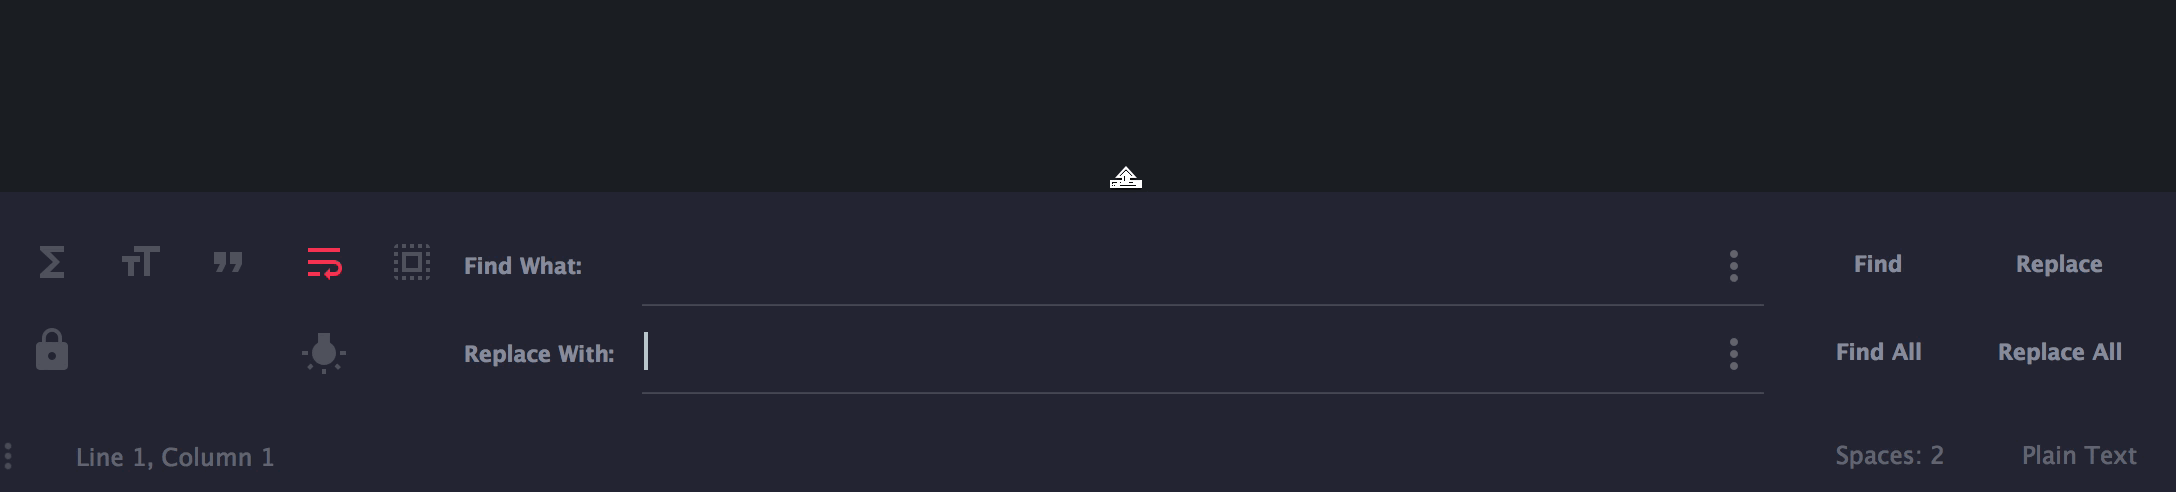 Find What:
Find
Replace
Replace With:
Find All
Replace All
Line 1, Column 1
Spaces: 2
Plain Text